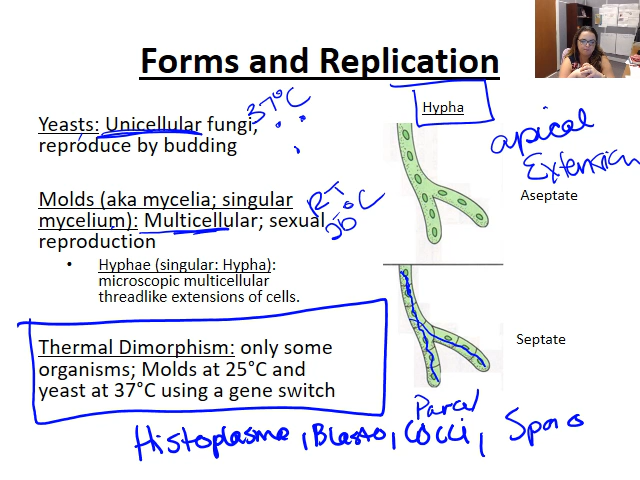 Forms and Replication
Yeasts: Unicellular fungi;
reproduce by budding
37°C
Molds (aka mycelia; singular
mycelium): Multicellular; sexual
reproduction
RT
°C
• Hyphae (singular: Hypha):
microscopic multicellular
threadlike extensions of cells.
Thermal Dimorphism: only some
organisms; Molds at 25°C and
yeast at 37°C using a gene switch
Hypha
apical
Extension
Aseptate
Septate
Histoplasma, Blasto, Cocci, Sporo